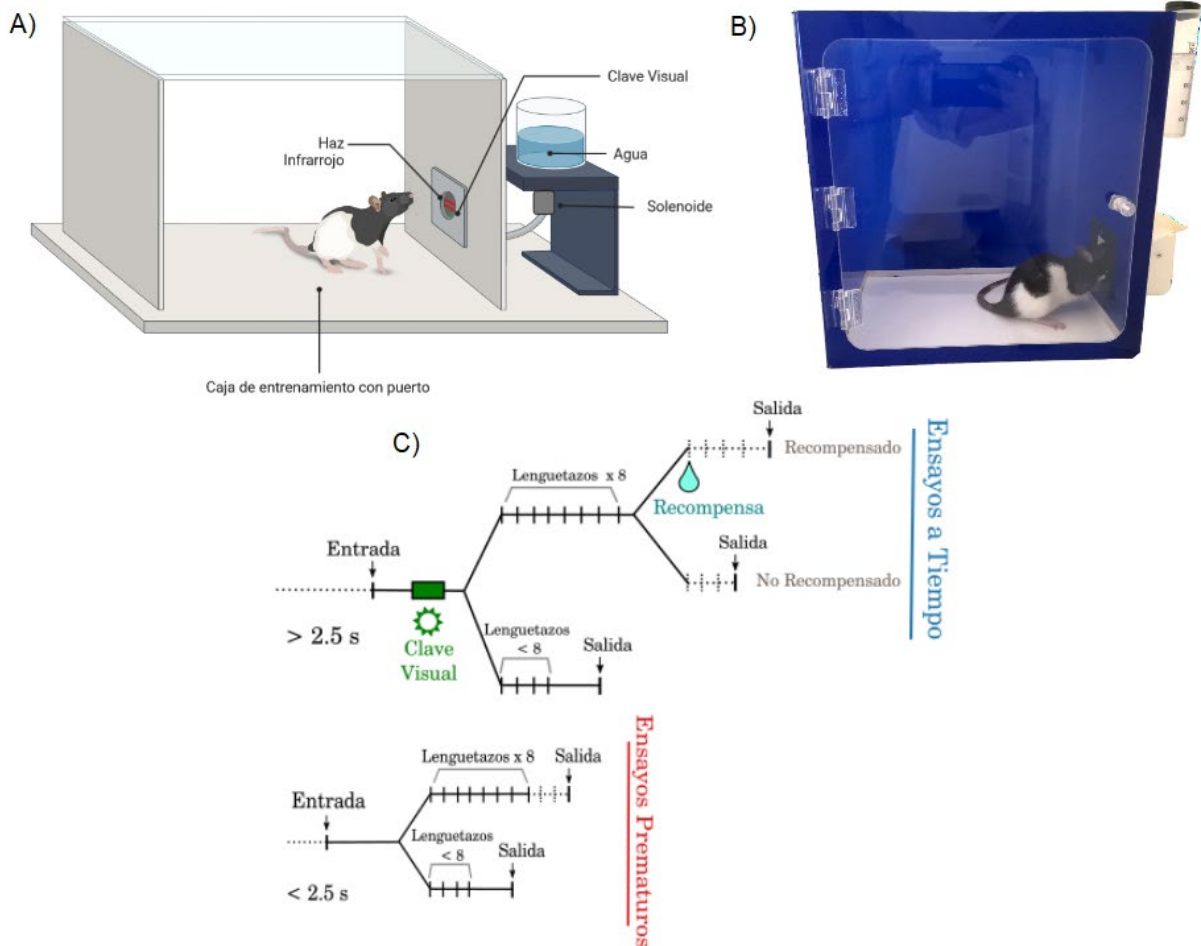 A)
Clave Visual
Haz
Infrarrojo
Agua
Solenoide
Caja de entrenamiento con puerto
B)
C)
Salida
Recompensado
Lenguetazos x 8
Recompensa
Entrada
Salida
No Recompensado
> 2.5 s
Clave
Visual
Lenguetazos
< 8
Salida
Ensayos a Tiempo
Lenguetazos x 8
Salida
Entrada
Lenguetazos
< 8
Salida
< 2.5 s
Ensayos Prematuros